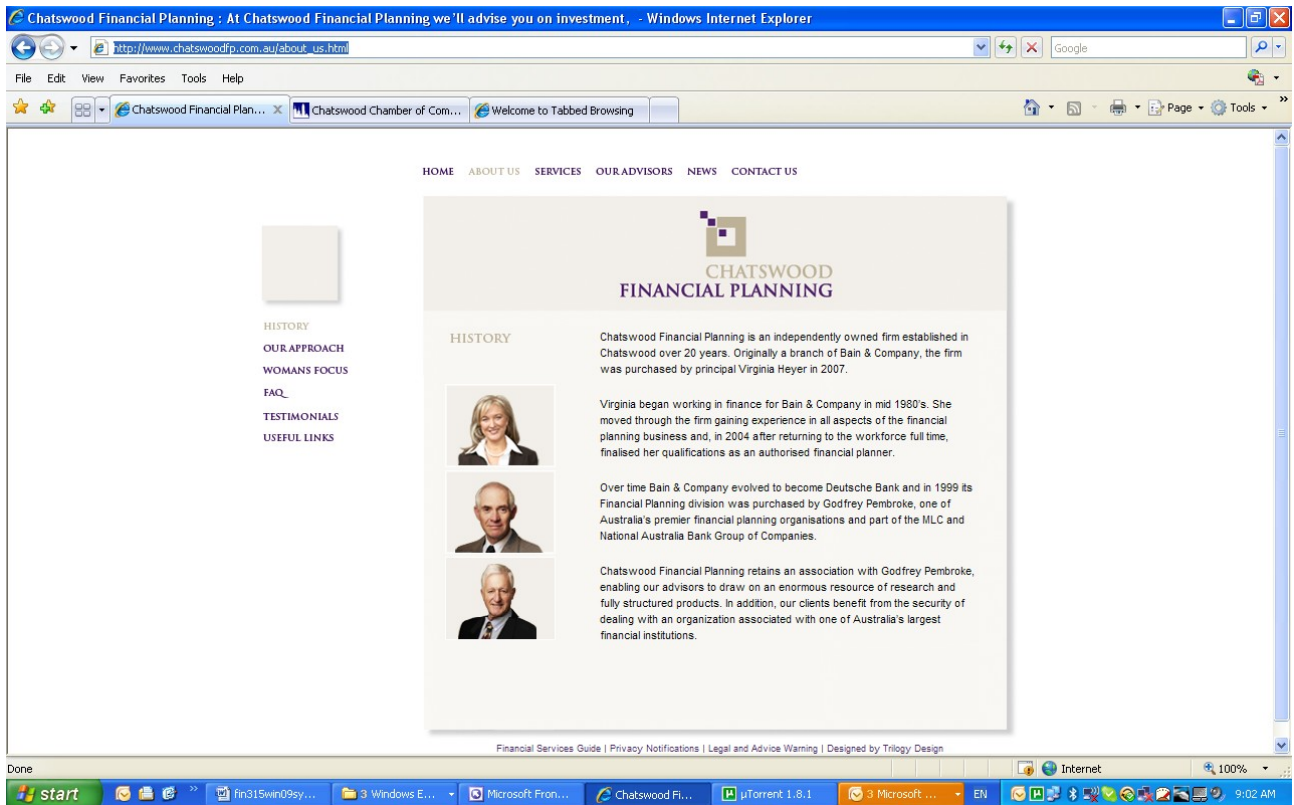 Chatswood Financial Planning : At Chatswood Financial Planning we'll advise you on investment, - Windows Internet Explorer
http://www.chatswoodfp.com.au/about_us.html
Google
File Edit View Favorites Tools Help
Chatswood Financial Plan... Chatswood Chamber of Com... Welcome to Tabbed Browsing
Page Tools »
HOME ABOUT US SERVICES OUR ADVISORS NEWS CONTACT US
CHATSWOOD
FINANCIAL PLANNING
HISTORY
OUR APPROACH
WOMANS FOCUS
FAQ
TESTIMONIALS
USEFUL LINKS
HISTORY
Chatswood Financial Planning is an independently owned firm established in
Chatswood over 20 years. Originally a branch of Bain & Company, the firm
was purchased by principal Virginia Heyer in 2007.
Virginia began working in finance for Bain & Company in mid 1980's. She
moved through the firm gaining experience in all aspects of the financial
planning business and, in 2004 after returning to the workforce full time,
finalised her qualifications as an authorised financial planner.
Over time Bain & Company evolved to become Deutsche Bank and in 1999 its
Financial Planning division was purchased by Godfrey Pembroke, one of
Australia's premier financial planning organisations and part of the MLC and
National Australia Bank Group of Companies.
Chatswood Financial Planning retains an association with Godfrey Pembroke,
enabling our advisors to draw on an enormous resource of research and
fully structured products. In addition, our clients benefit from the security of
dealing with an organization associated with one of Australia's largest
financial institutions.
Financial Services Guide | Privacy Notifications | Legal and Advice Warning | Designed by Trilogy Design
Done Internet 100%
start » fin315win09sy... 3 Windows E... Microsoft Fron... Chatswood Fi... µTorrent 1.8.1 3 Microsoft ... EN 9:02 AM